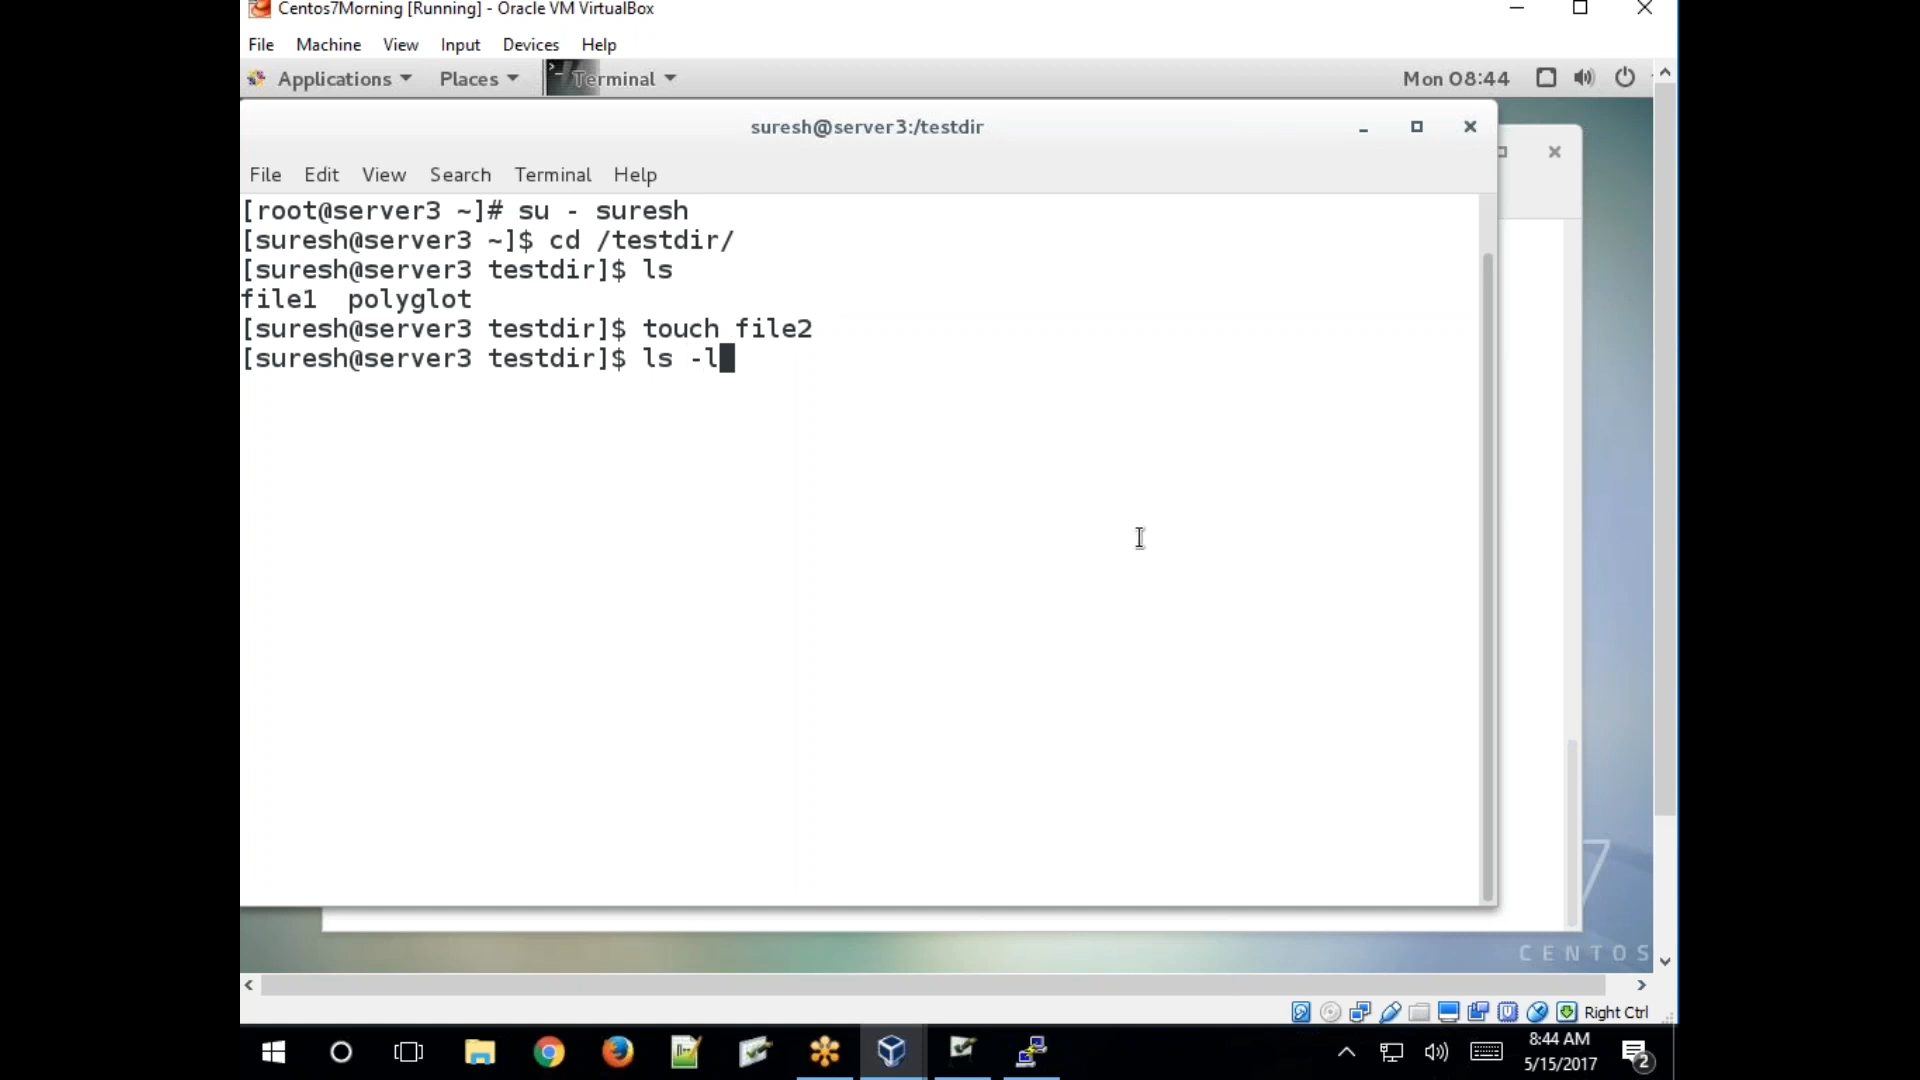 Centos7Morning [Running] - Oracle VM VirtualBox
File Machine View Input Devices Help
Applications Places Terminal Mon 08:44
suresh@server3:/testdir
File Edit View Search Terminal Help
[root@server3 ~]# su - suresh
[suresh@server3 ~]$ cd /testdir/
[suresh@server3 testdir]$ ls
file1  polyglot
[suresh@server3 testdir]$ touch file2
[suresh@server3 testdir]$ ls -l
7
CENTOS
Right Ctrl
8:44 AM
5/15/2017
2